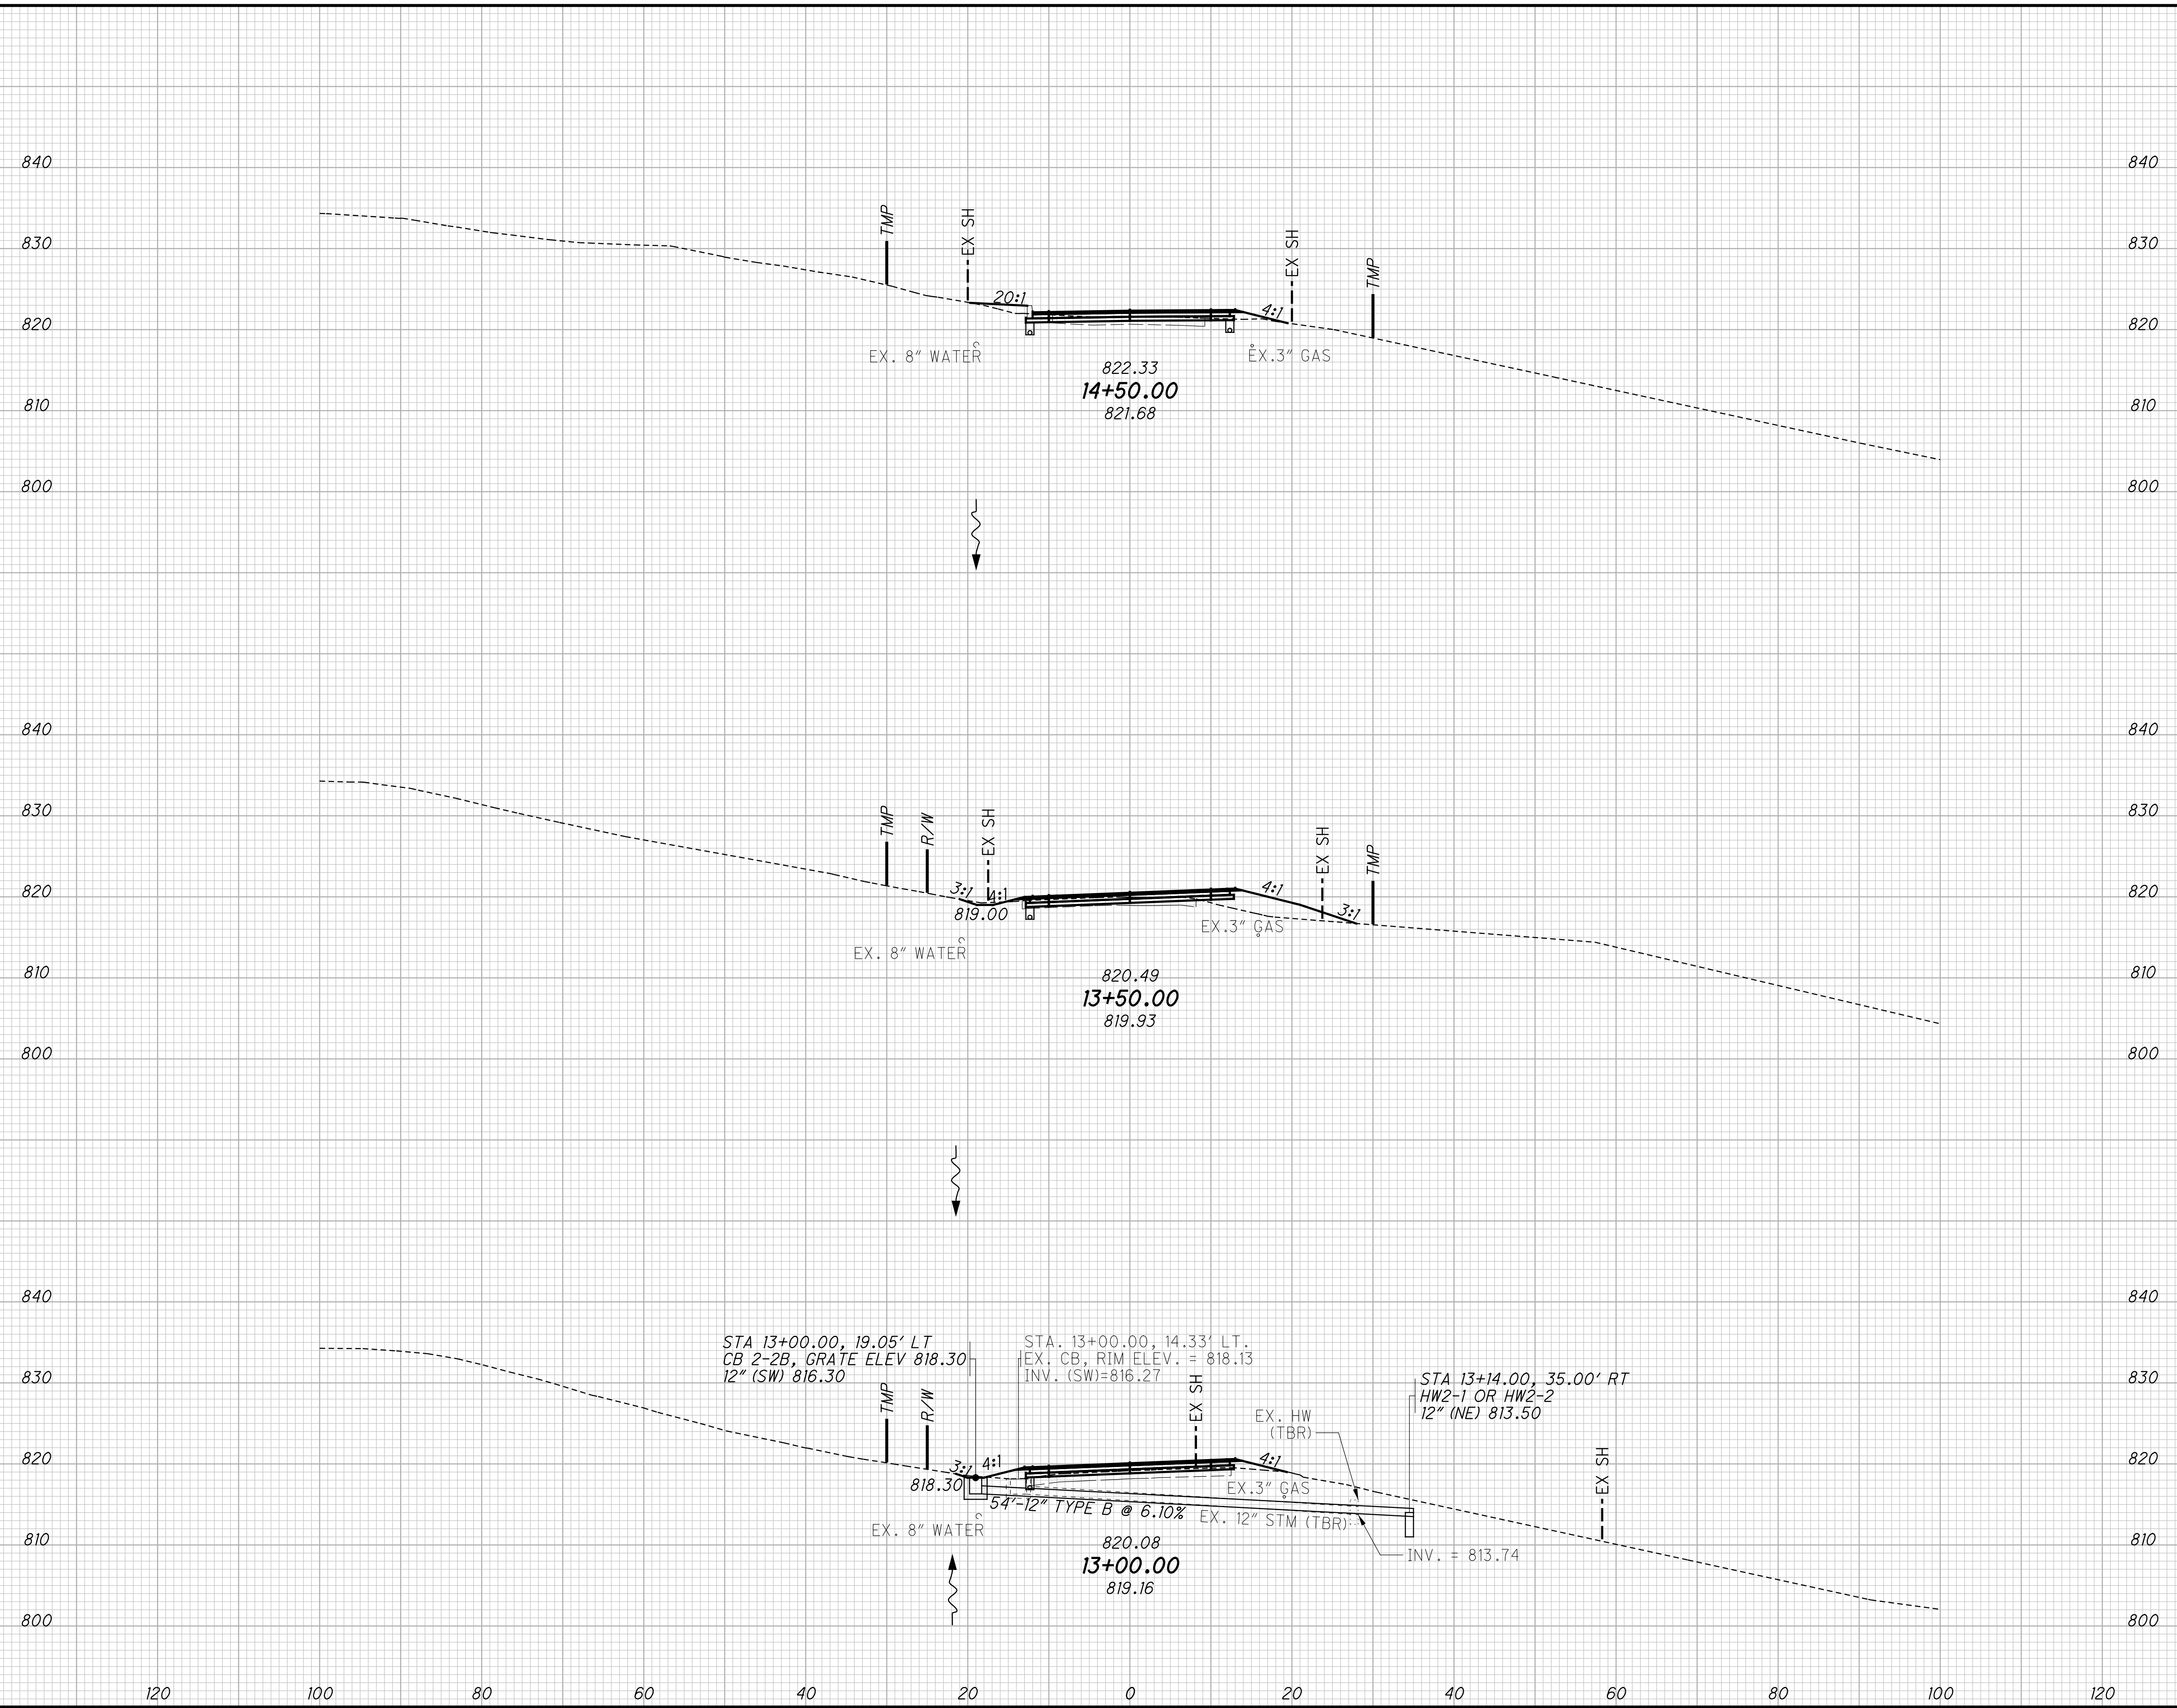 840
840
830
830
820
820
810
810
800
800
TMP
EX SH
EX SH
TMP
20:1
4:1
EX. 8" WATER
EX.3" GAS
822.33
14+50.00
821.68
840
840
830
830
820
820
810
810
800
800
TMP
R/W
EX SH
EX SH
TMP
3:1
4:1
4:1
3:1
819.00
EX. 8" WATER
EX.3" GAS
820.49
13+50.00
819.93
840
840
830
830
820
820
810
810
800
800
STA 13+00.00, 19.05' LT
CB 2-2B, GRATE ELEV 818.30
12" (SW) 816.30
STA. 13+00.00, 14.33' LT.
EX. CB, RIM ELEV. = 818.13
INV. (SW)=816.27
STA 13+14.00, 35.00' RT
HW2-1 OR HW2-2
12" (NE) 813.50
TMP
R/W
EX SH
EX. HW
(TBR)
EX SH
3:1
4:1
4:1
818.30
EX.3" GAS
54'-12" TYPE B @ 6.10%
EX. 12" STM (TBR)
EX. 8" WATER
INV. = 813.74
820.08
13+00.00
819.16
120 100 80 60 40 20 0 20 40 60 80 100 120